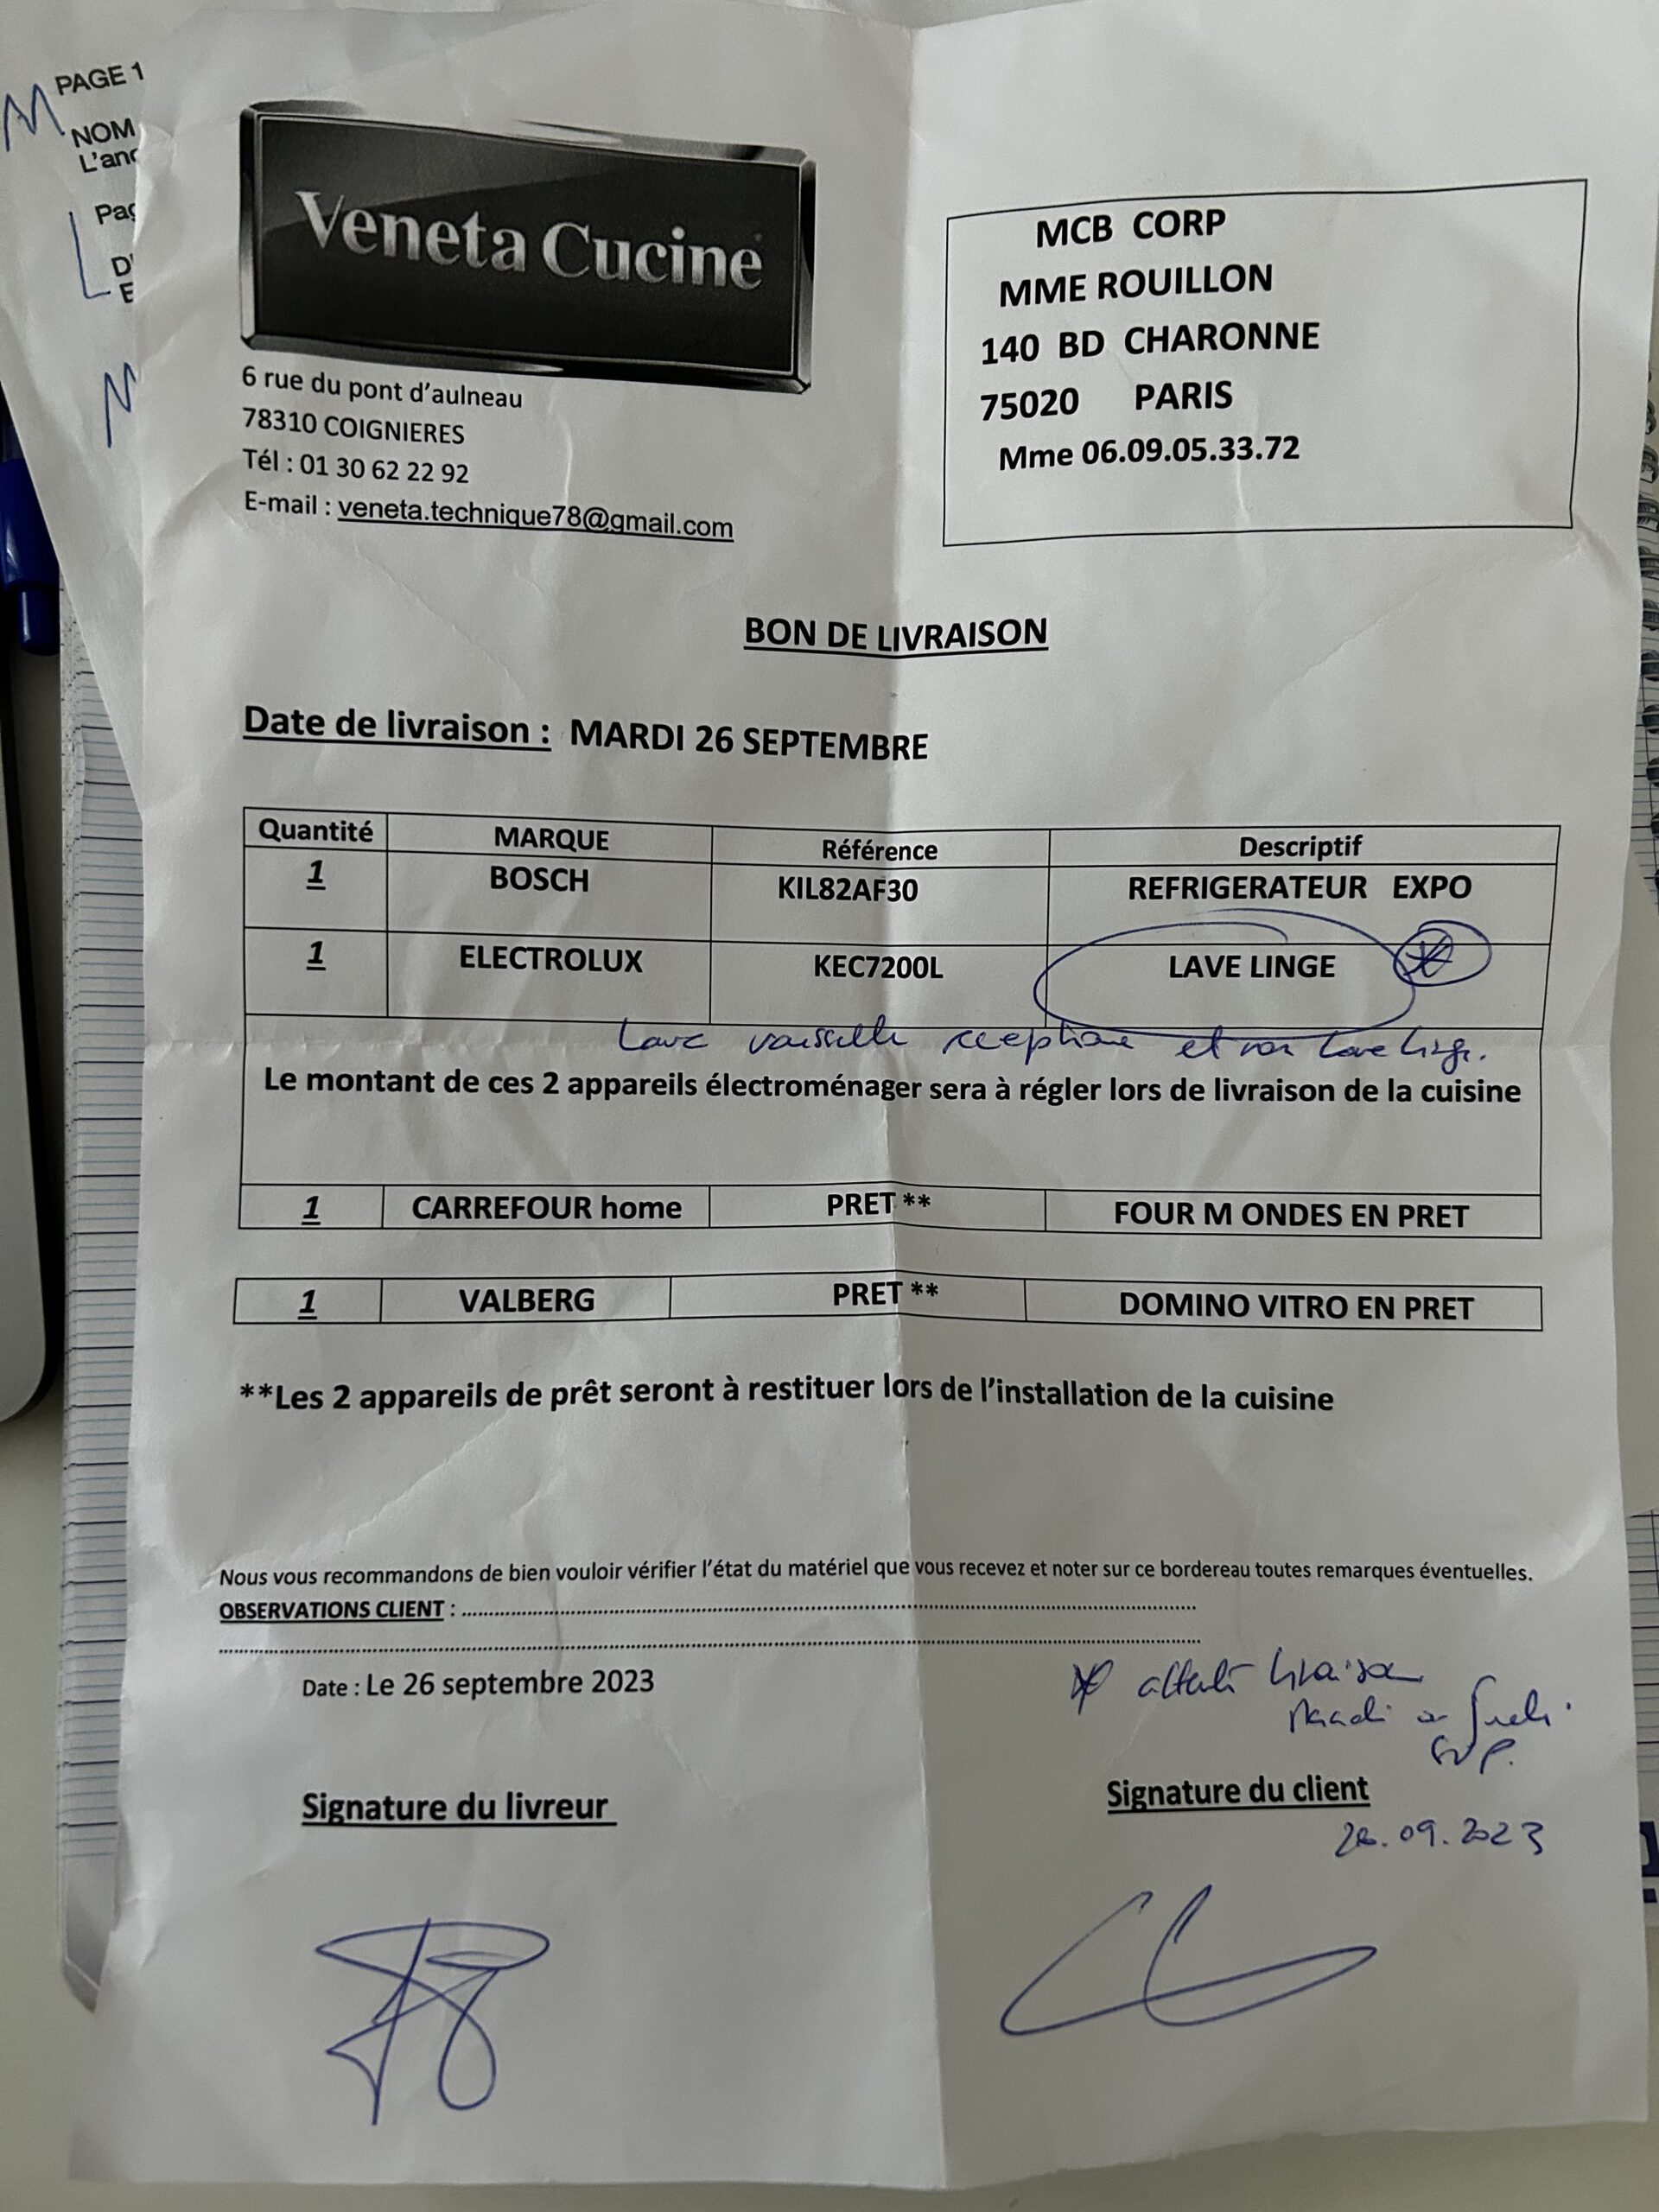 PAGE 1
NOM
L'anc
Pag
D'
E
Veneta Cucine
6 rue du pont d'aulneau
78310 COIGNIERES
Tél : 01 30 62 22 92
E-mail : veneta.technique78@gmail.com
MCB CORP
MME ROUILLON
140 BD CHARONNE
75020 PARIS
Mme 06.09.05.33.72
BON DE LIVRAISON
Date de livraison : MARDI 26 SEPTEMBRE
Quantité MARQUE Référence Descriptif
1 BOSCH KIL82AF30 REFRIGERATEUR EXPO
1 ELECTROLUX KEC7200L LAVE LINGE
Lave vaisselle et non lave linge.
Le montant de ces 2 appareils électroménager sera à régler lors de livraison de la cuisine
1 CARREFOUR home PRET ** FOUR M ONDES EN PRET
1 VALBERG PRET ** DOMINO VITRO EN PRET
**Les 2 appareils de prêt seront à restituer lors de l'installation de la cuisine
Nous vous recommandons de bien vouloir vérifier l'état du matériel que vous recevez et noter sur ce bordereau toutes remarques éventuelles.
OBSERVATIONS CLIENT :
Date : Le 26 septembre 2023
livraison
SVP.
Signature du livreur
Signature du client
26.09.2023